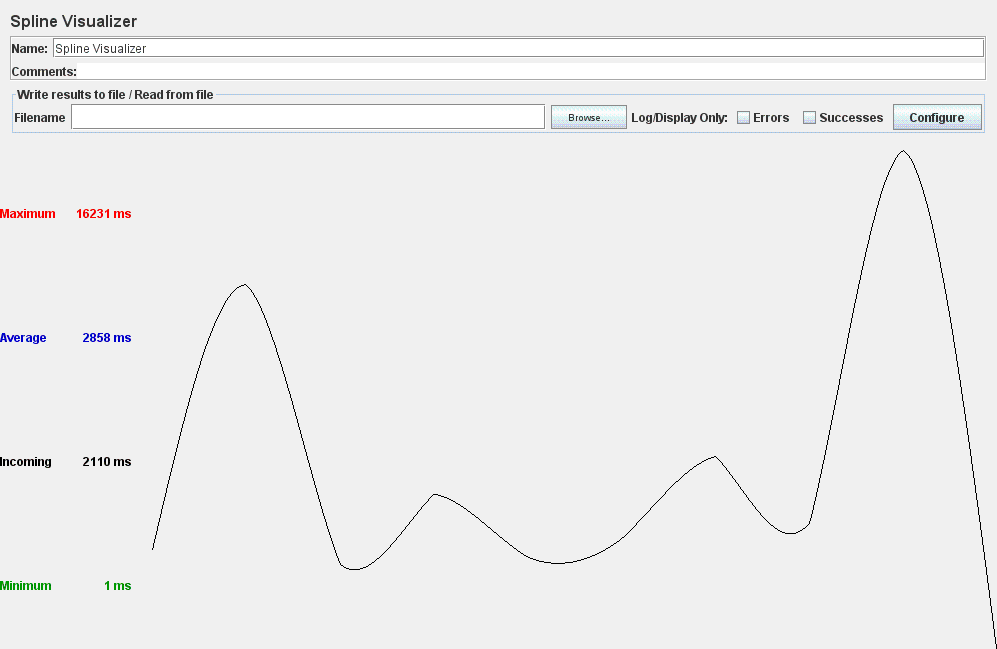 Spline Visualizer
Name: Spline Visualizer
Comments:
Write results to file / Read from file
Filename Browse... Log/Display Only: Errors Successes Configure
Maximum 16231 ms
Average 2858 ms
Incoming 2110 ms
Minimum 1 ms